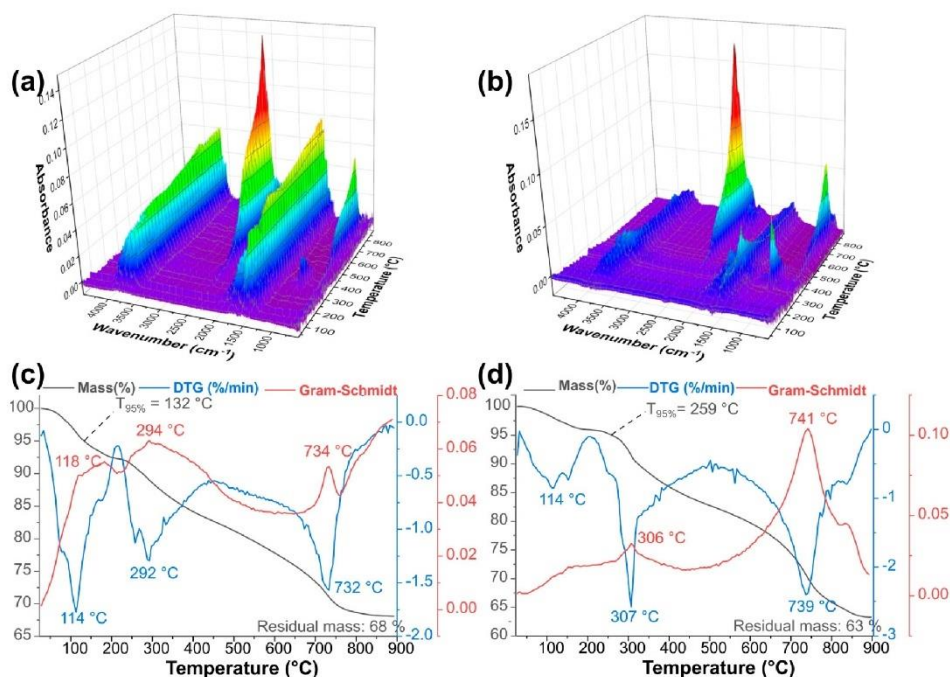 (a)
0.14
0.12
0.10
0.08
0.06
0.04
0.02
0.00
Absorbance
4000 3500 3000 2500 2000 1500 1000
Wavenumber (cm⁻¹)
100 200 300 400 500 600 700 800
Temperature (°C)
(b)
0.15
0.10
0.05
0.00
Absorbance
4000 3500 3000 2500 2000 1500 1000
Wavenumber (cm⁻¹)
100 200 300 400 500 600 700 800
Temperature (°C)
(c)
Mass(%) DTG (%/min) Gram-Schmidt
T95%= 132 °C
118 °C
294 °C
734 °C
114 °C
292 °C
732 °C
Residual mass: 68 %
100
95
90
85
80
75
70
65
0.0
-0.5
-1.0
-1.5
-2.0
0.08
0.06
0.04
0.02
0.00
100 200 300 400 500 600 700 800 900
Temperature (°C)
(d)
Mass(%) DTG (%/min) Gram-Schmidt
T95%= 259 °C
741 °C
114 °C
306 °C
307 °C
739 °C
Residual mass: 63 %
100
95
90
85
80
75
70
65
60
0
-1
-2
-3
0.10
0.05
0.00
100 200 300 400 500 600 700 800 900
Temperature (°C)